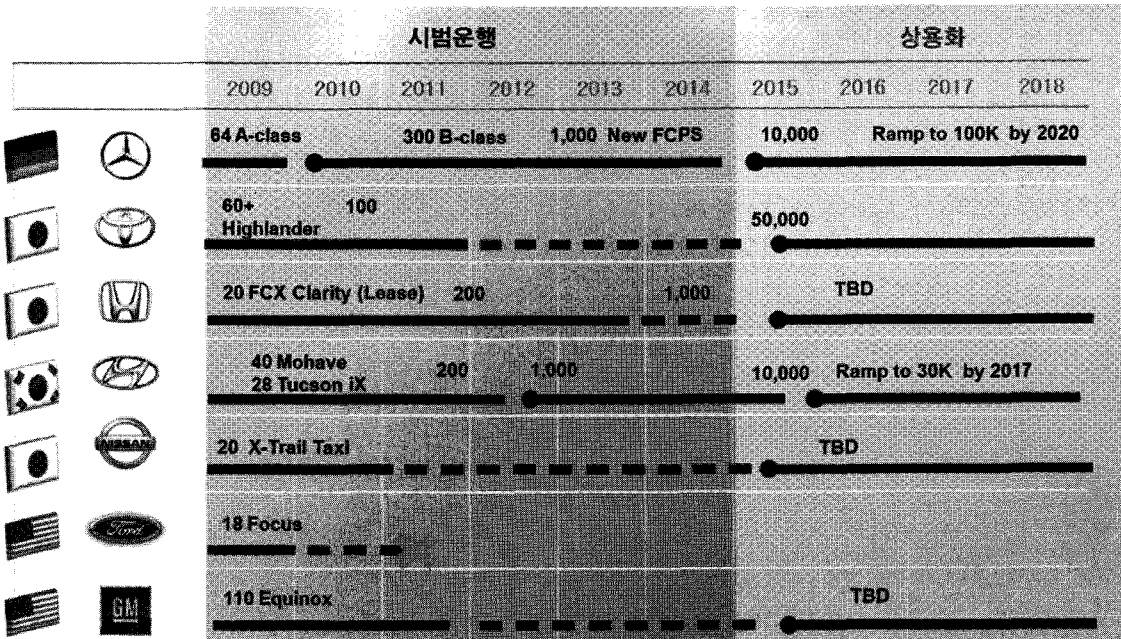 시범운행 상용화
2009 2010 2011 2012 2013 2014 2015 2016 2017 2018
64 A-class 300 B-class 1,000 New FCPS 10,000 Ramp to 100K by 2020
60+ 100
Highlander 50,000
20 FCX Clarity (Lease) 200 1,000 TBD
40 Mohave
28 Tucson iX 200 1,000 10,000 Ramp to 30K by 2017
NISSAN
20 X-Trail Taxi TBD
Ford
18 Focus
GM
110 Equinox TBD